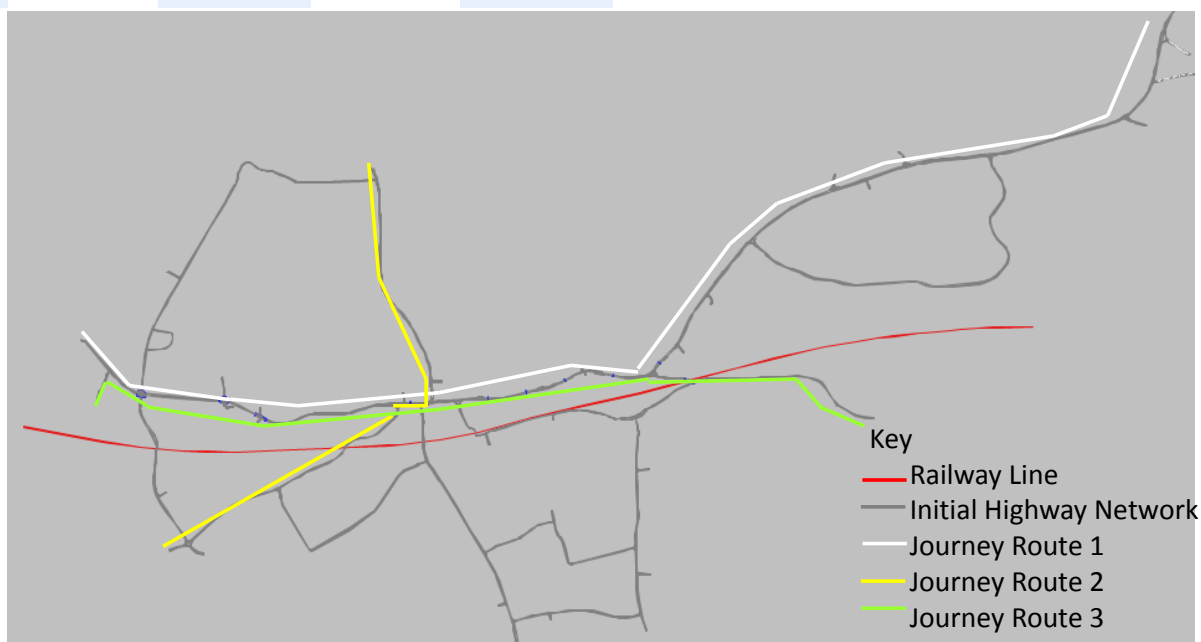 Key
Railway Line
Initial Highway Network
Journey Route 1
Journey Route 2
Journey Route 3